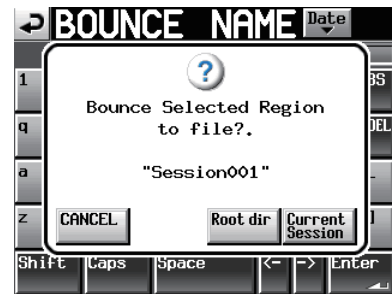 BOUNCE NAME Date
1
BS
Bounce Selected Region
to file?.
q
DEL
a
"Session001"
z
CANCEL
Root dir
Current
Session
]
Shift Caps Space <- -> Enter